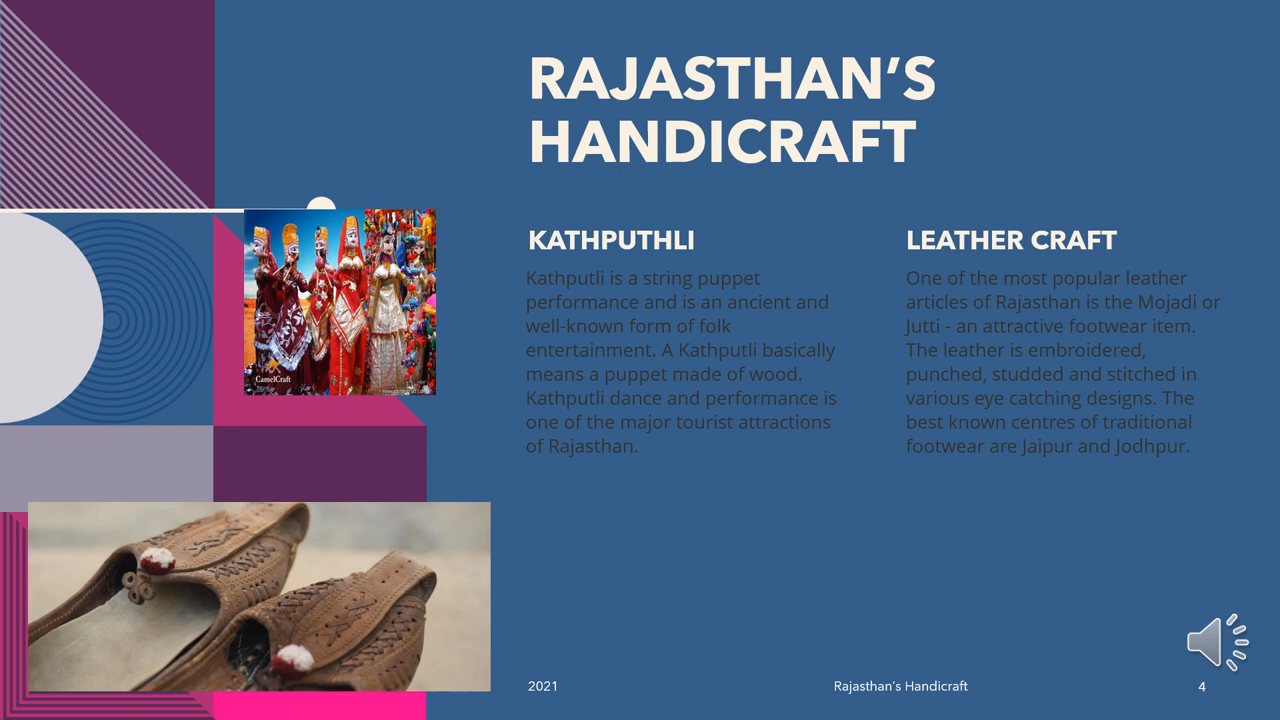 RAJASTHAN’S
HANDICRAFT
KATHPUTHLI
Kathputli is a string puppet
performance and is an ancient and
well-known form of folk
entertainment. A Kathputli basically
means a puppet made of wood.
Kathputli dance and performance is
one of the major tourist attractions
of Rajasthan.
LEATHER CRAFT
One of the most popular leather
articles of Rajasthan is the Mojadi or
Jutti - an attractive footwear item.
The leather is embroidered,
punched, studded and stitched in
various eye catching designs. The
best known centres of traditional
footwear are Jaipur and Jodhpur.
CamelCraft
2021
Rajasthan’s Handicraft
4